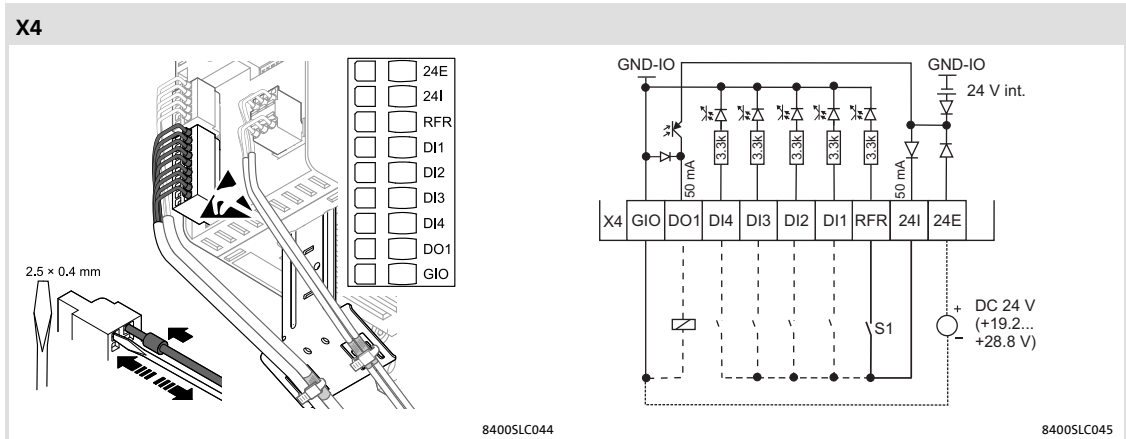 X4
24E
24I
RFR
DI1
DI2
DI3
DI4
DO1
GIO
2.5 × 0.4 mm
8400SLC044
GND-IO
GND-IO
24 V int.
3.3k
3.3k
3.3k
3.3k
3.3k
50 mA
50 mA
X4 GIO DO1 DI4 DI3 DI2 DI1 RFR 24I 24E
S1
+ DC 24 V
(+19.2...
− +28.8 V)
8400SLC045